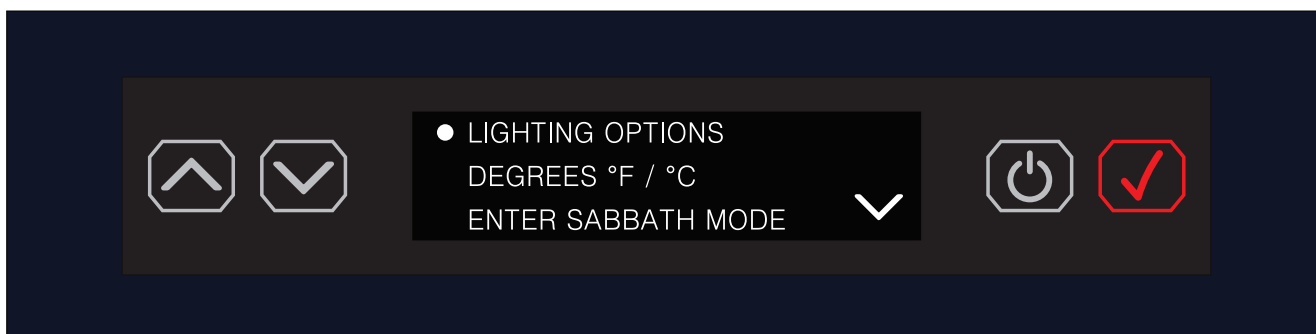 LIGHTING OPTIONS
DEGREES °F / °C
ENTER SABBATH MODE